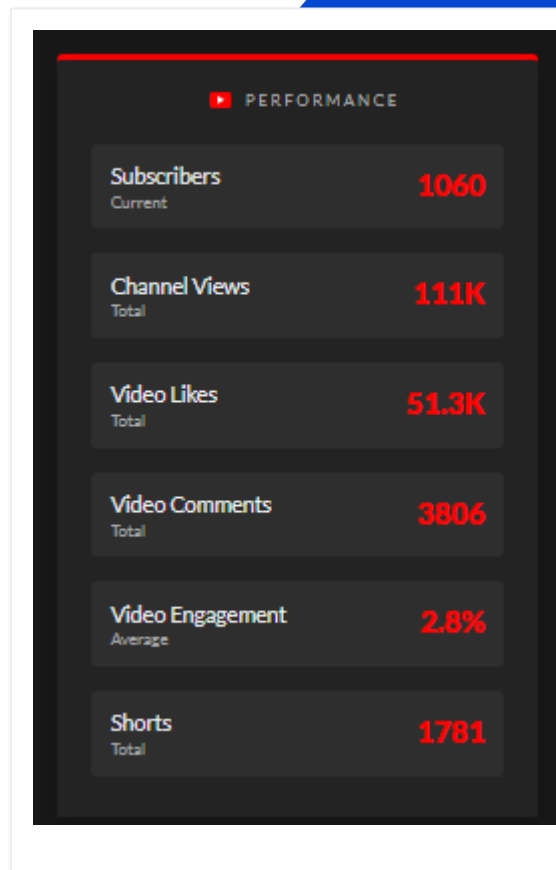 PERFORMANCE
Subscribers
Current
1060
Channel Views
Total
111K
Video Likes
Total
51.3K
Video Comments
Total
3806
Video Engagement
Average
2.8%
Shorts
Total
1781